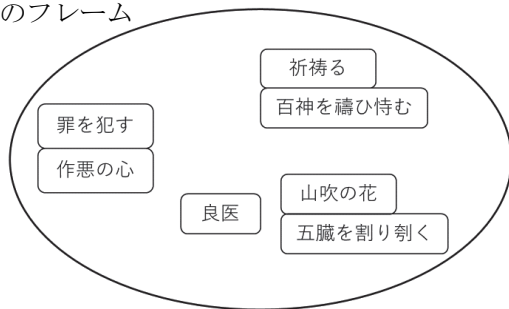 のフレーム
祈祷る
百神を禱ひ恃む
罪を犯す
作悪の心
良医
山吹の花
五臓を割り刳く